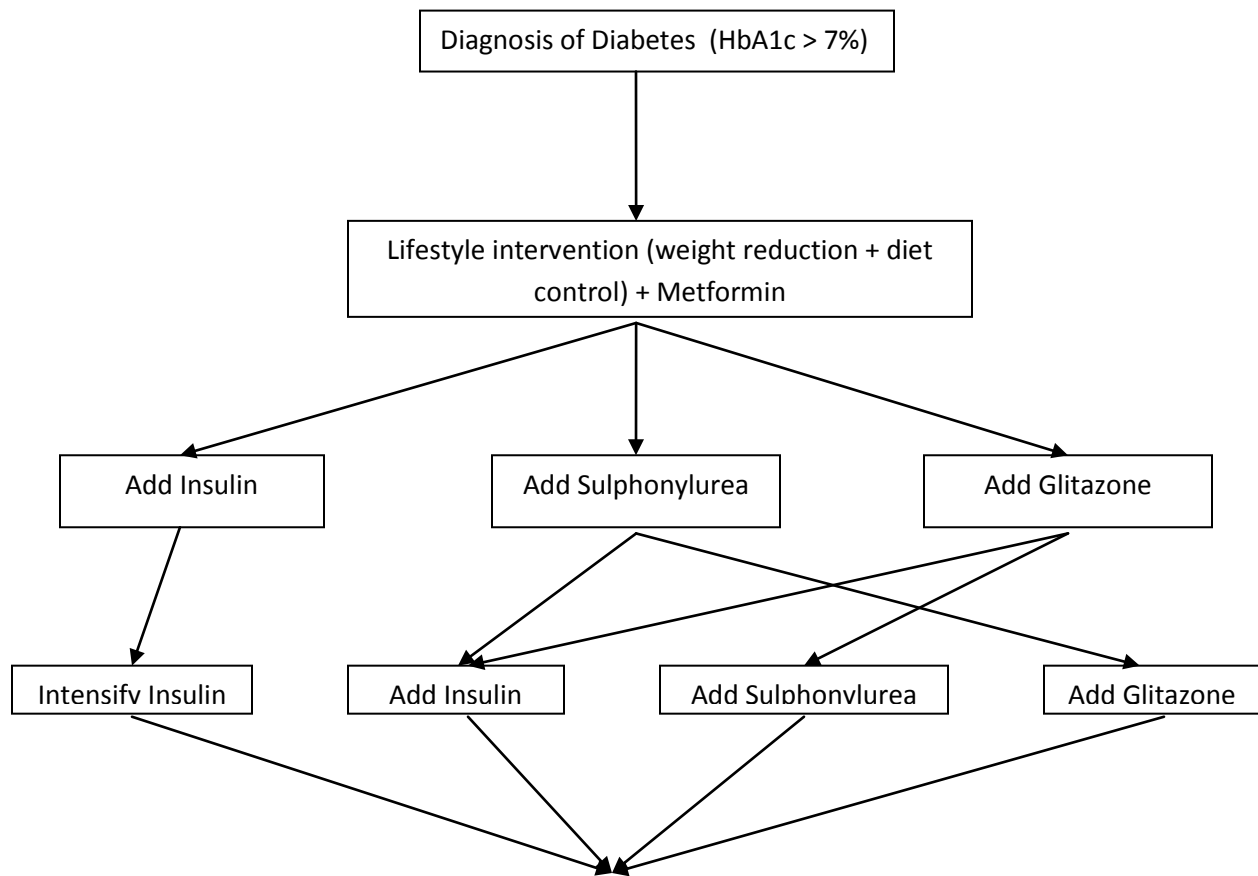 Diagnosis of Diabetes (HbA1c > 7%)
Lifestyle intervention (weight reduction + diet
control) + Metformin
Add Insulin
Add Sulphonylurea
Add Glitazone
Intensify Insulin
Add Insulin
Add Sulphonylurea
Add Glitazone